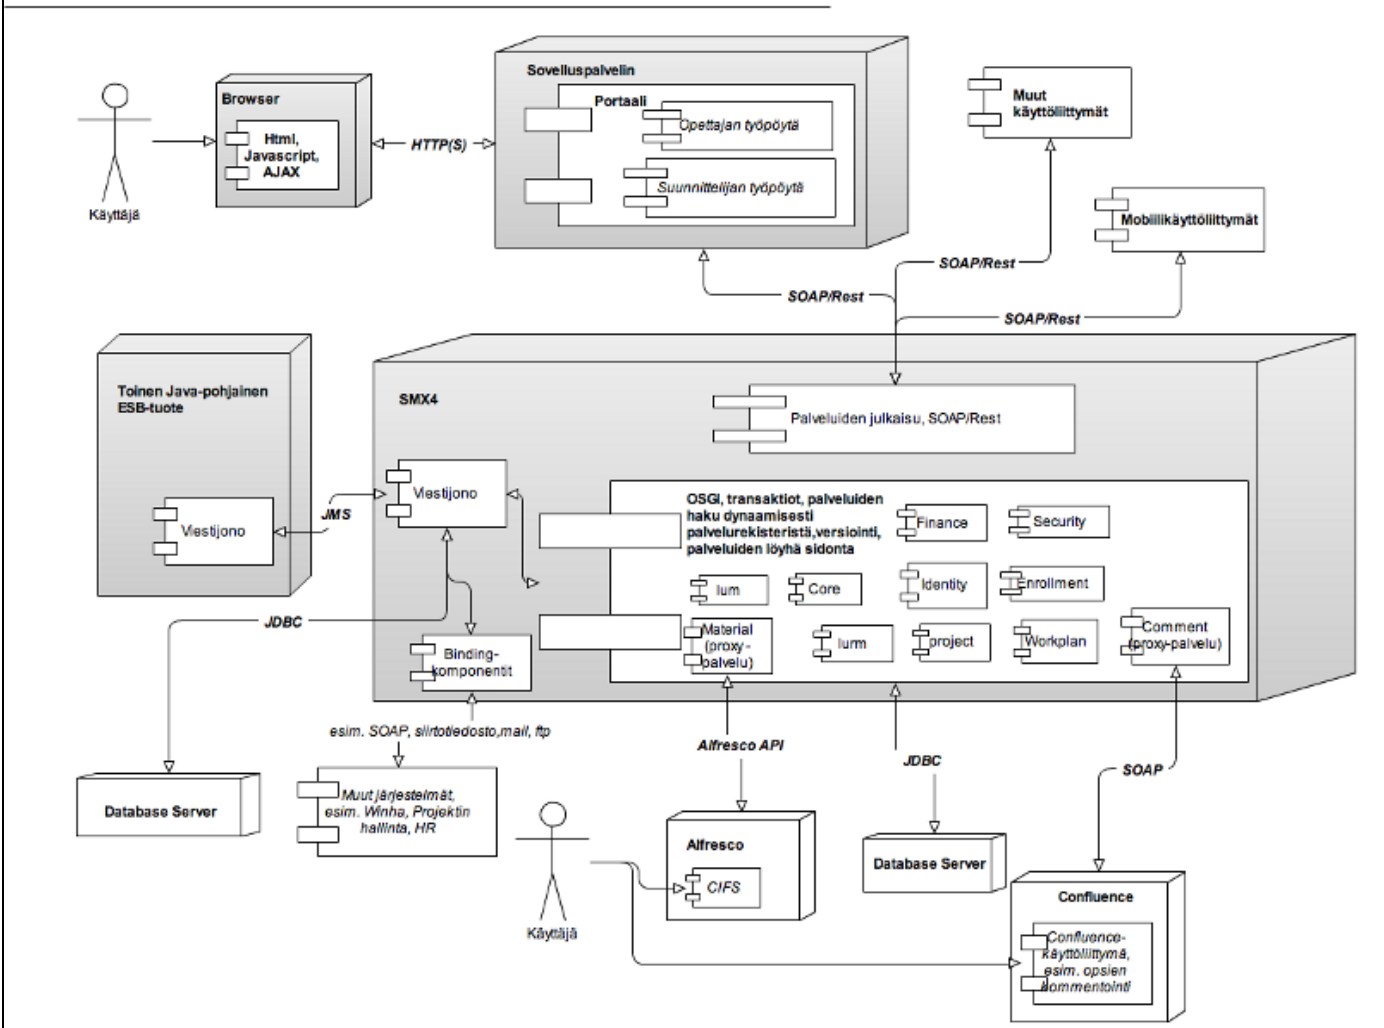 Sovelluspalvelin
Portaali
Opettajan työpöytä
Suunnittelijan työpöytä
Browser
Html,
Javascript,
AJAX
HTTP(S)
Käyttäjä
Muut
käyttöliittymät
Mobiilikäyttöliittymät
SOAP/Rest
SOAP/Rest
SOAP/Rest
Toinen Java-pohjainen
ESB-tuote
Viestijono
JMS
SMX4
Palveluiden julkaisu, SOAP/Rest
Viestijono
OSGI, transaktiot, palveluiden
haku dynaamisesti
palvelurekisteristä,versiointi,
palveluiden löyhä sidonta
Finance
Security
lum
Core
Identity
Enrollment
Material
(proxy-
palvelu)
lurm
project
Workplan
Comment
(proxy-palvelu)
JDBC
Binding-
komponentit
esim. SOAP, siirtotiedosto,mail, ftp
Alfresco API
JDBC
SOAP
Database Server
Muut järjestelmät,
esim. Winha, Projektin
hallinta, HR
Käyttäjä
Alfresco
CIFS
Database Server
Confluence
Confluence-
käyttöliittymä,
esim. opsien
kommentointi